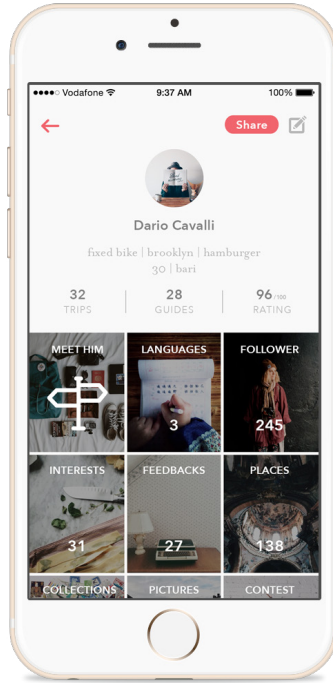 Vodafone 9:37 AM 100%
Share
Dario Cavalli
fixed bike | brooklyn | hamburger
30 | bari
32 28 96 /100
TRIPS GUIDES RATING
MEET HIM LANGUAGES FOLLOWER
3 245
INTERESTS FEEDBACKS PLACES
31 27 138
COLLECTIONS PICTURES CONTEST